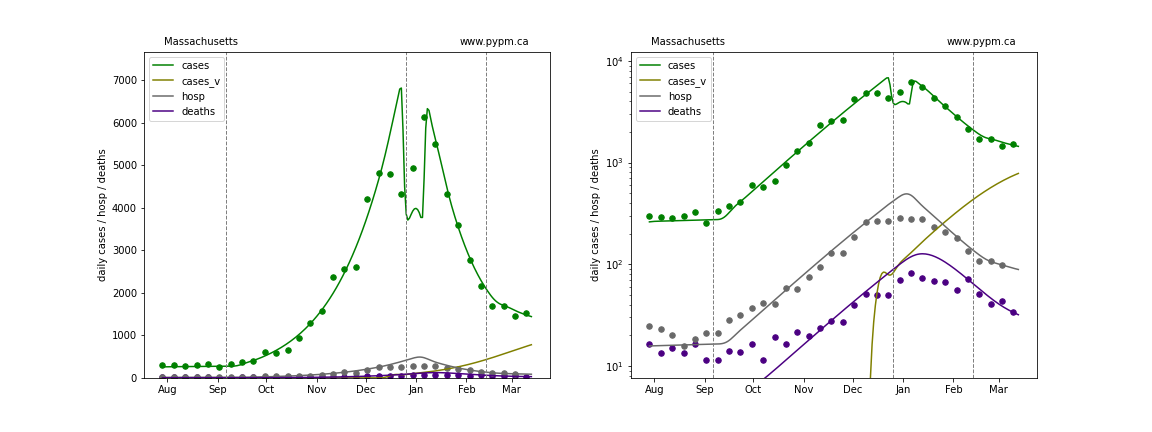 Massachusetts www.pypm.ca
cases
cases_v
hosp
deaths
daily cases / hosp / deaths
7000
6000
5000
4000
3000
2000
1000
0
Aug Sep Oct Nov Dec Jan Feb Mar
Massachusetts www.pypm.ca
cases
cases_v
hosp
deaths
daily cases / hosp / deaths
10^4
10^3
10^2
10^1
Aug Sep Oct Nov Dec Jan Feb Mar